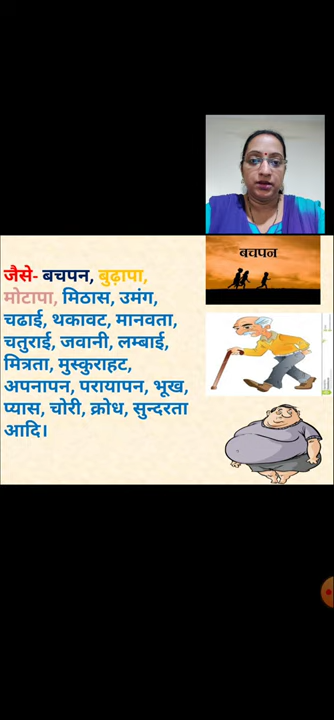 जैसे- बचपन, बुढ़ापा,
मोटापा, मिठास, उमंग,
चढाई, थकावट, मानवता,
चतुराई, जवानी, लम्बाई,
मित्रता, मुस्कुराहट,
अपनापन, परायापन, भूख,
प्यास, चोरी, क्रोध, सुन्दरता
आदि।
बचपन